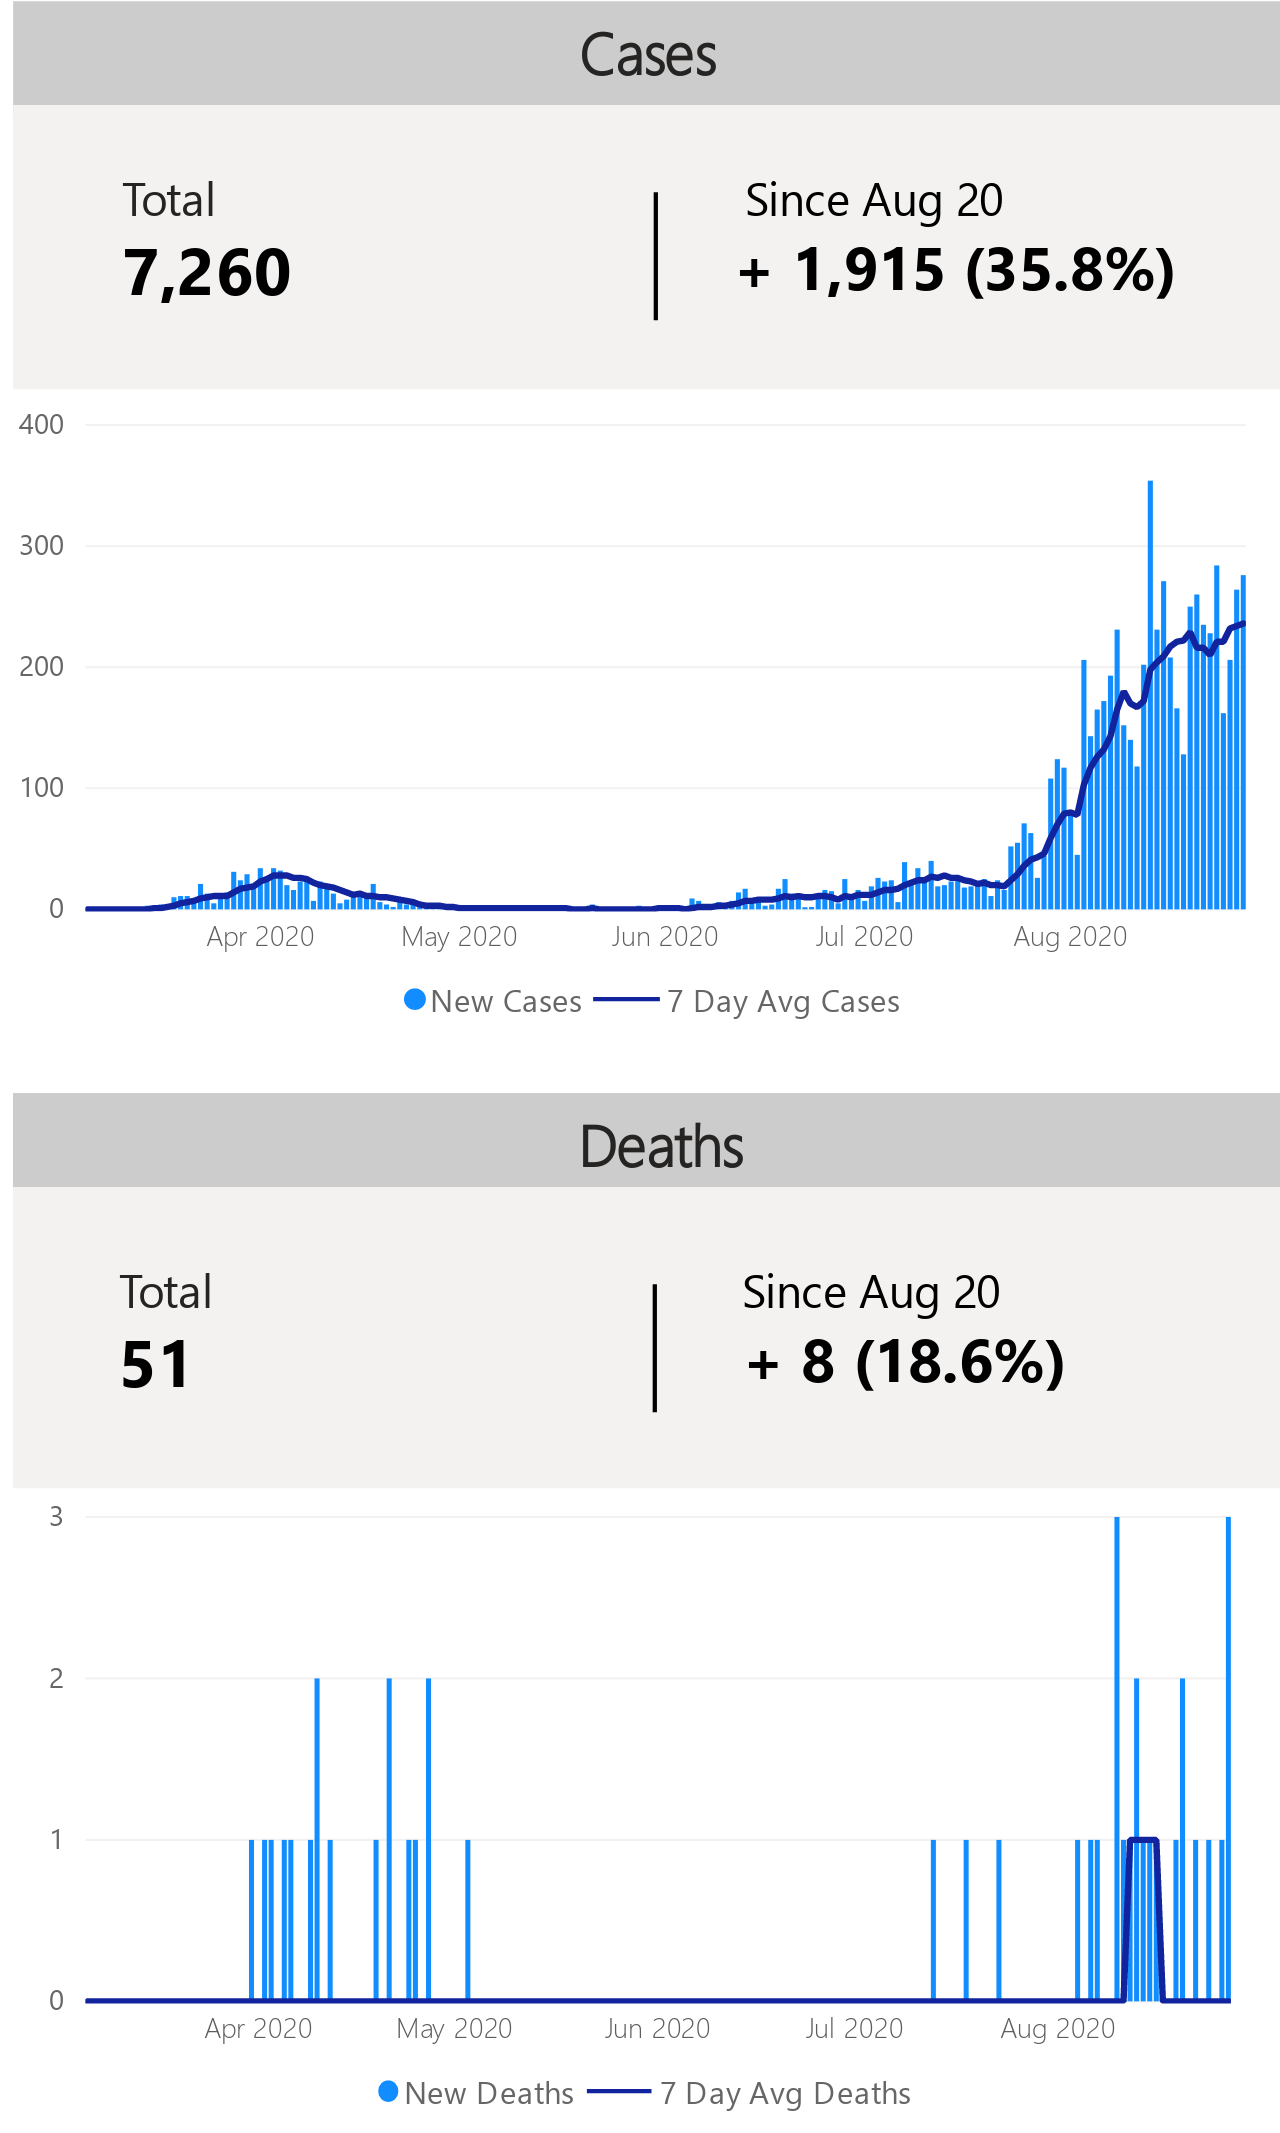 Cases
Total
Since Aug 20
7,260
+ 1,915 (35.8%)
400
300
200
100
0
Apr 2020
May 2020
Jun 2020
Jul 2020
Aug 2020
New Cases
7 Day Avg Cases
Deaths
Total
Since Aug 20
51
+ 8 (18.6%)
3
2
1
0
Apr 2020
May 2020
Jun 2020
Jul 2020
Aug 2020
New Deaths
7 Day Avg Deaths